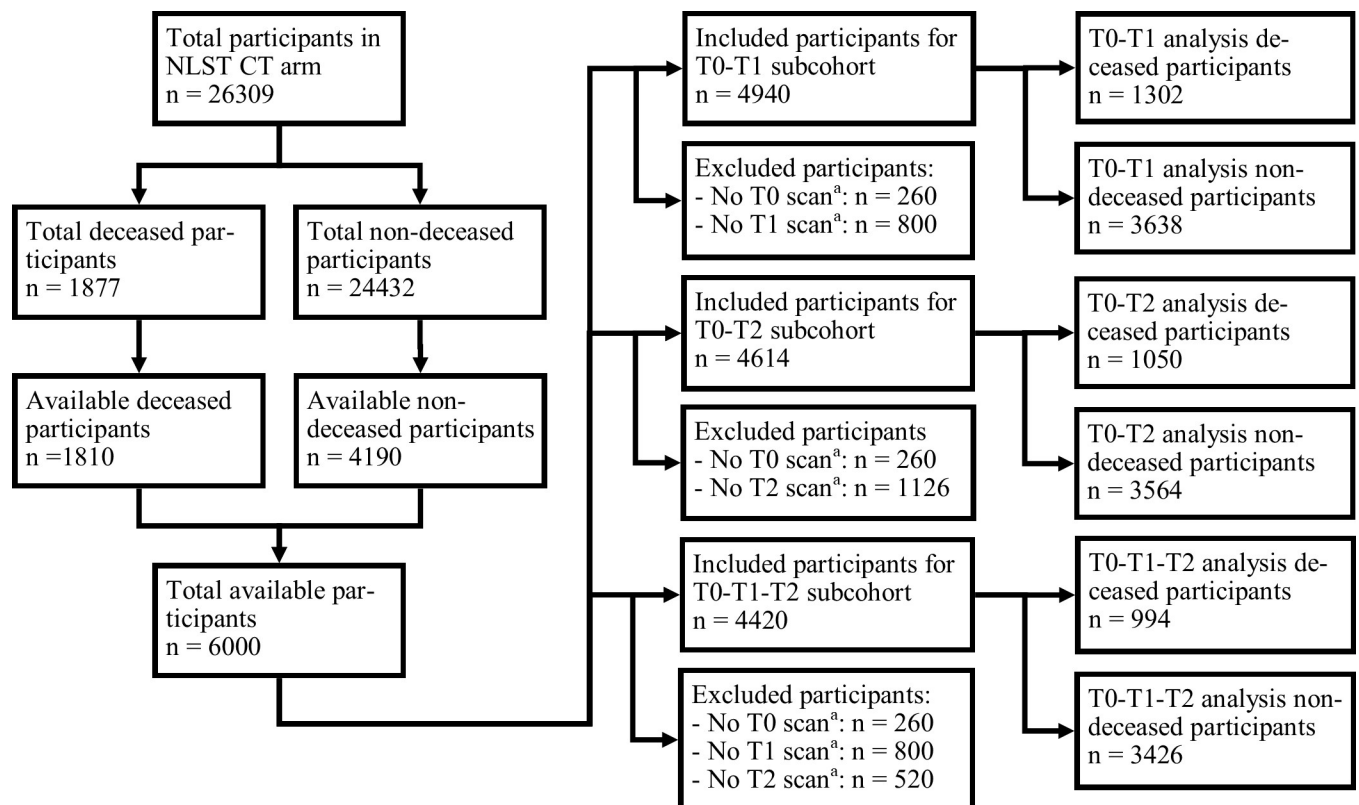 Total participants in
NLST CT arm
n = 26309
Total deceased par-
ticipants
n = 1877
Total non-deceased
participants
n = 24432
Available deceased
participants
n =1810
Available non-
deceased participants
n = 4190
Total available par-
ticipants
n = 6000
Included participants for
T0-T1 subcohort
n = 4940
Excluded participants:
- No T0 scanᵃ: n = 260
- No T1 scanᵃ: n = 800
T0-T1 analysis de-
ceased participants
n = 1302
T0-T1 analysis non-
deceased participants
n = 3638
Included participants for
T0-T2 subcohort
n = 4614
Excluded participants
- No T0 scanᵃ: n = 260
- No T2 scanᵃ: n = 1126
T0-T2 analysis de-
ceased participants
n = 1050
T0-T2 analysis non-
deceased participants
n = 3564
Included participants for
T0-T1-T2 subcohort
n = 4420
Excluded participants:
- No T0 scanᵃ: n = 260
- No T1 scanᵃ: n = 800
- No T2 scanᵃ: n = 520
T0-T1-T2 analysis de-
ceased participants
n = 994
T0-T1-T2 analysis non-
deceased participants
n = 3426